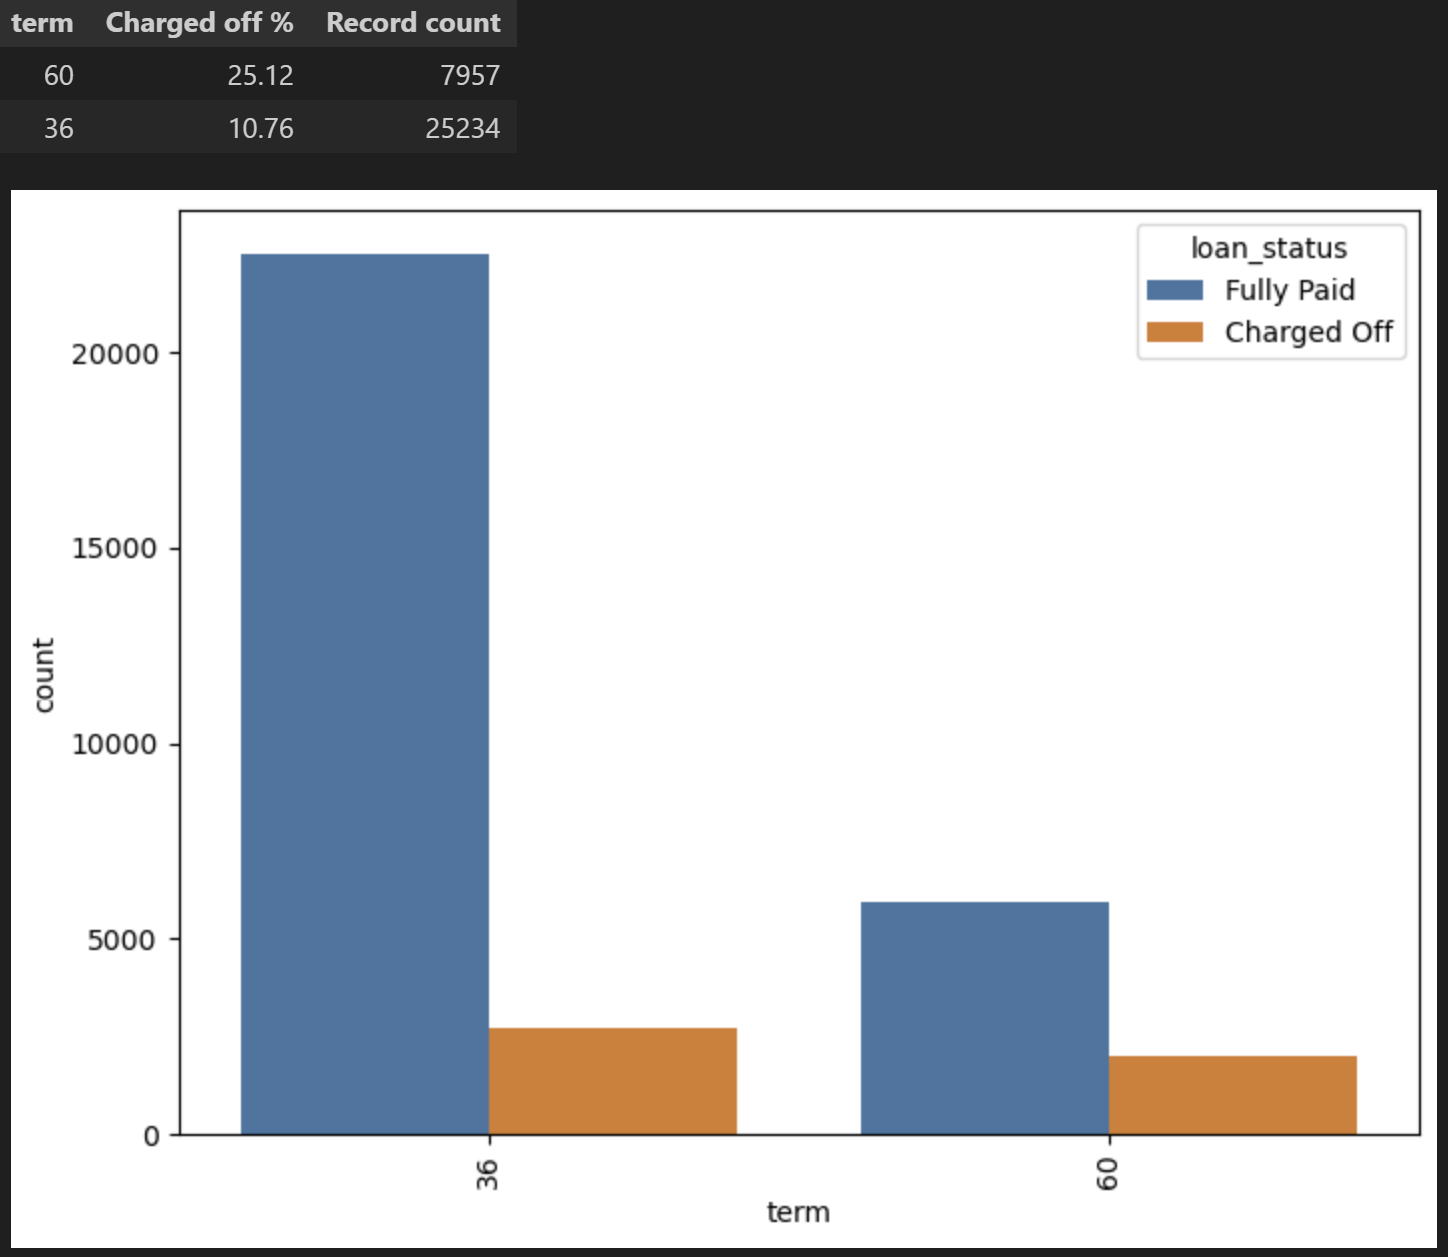 term Charged off % Record count
60 25.12 7957
36 10.76 25234
loan_status
Fully Paid
Charged Off
20000
15000
10000
5000
0
count
36
60
term